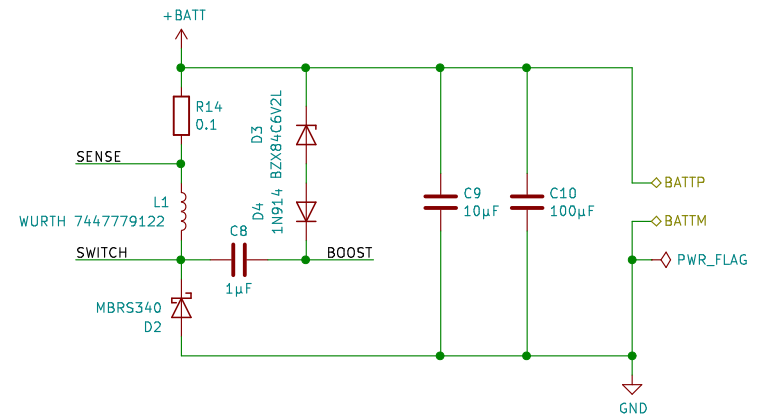 +BATT
R14
0.1
SENSE
L1
WURTH 7447779122
SWITCH
MBRS340
D2
C8
1µF
D3
BZX84C6V2L
D4
1N914
BOOST
C9
10µF
C10
100µF
BATTP
BATTM
PWR_FLAG
GND